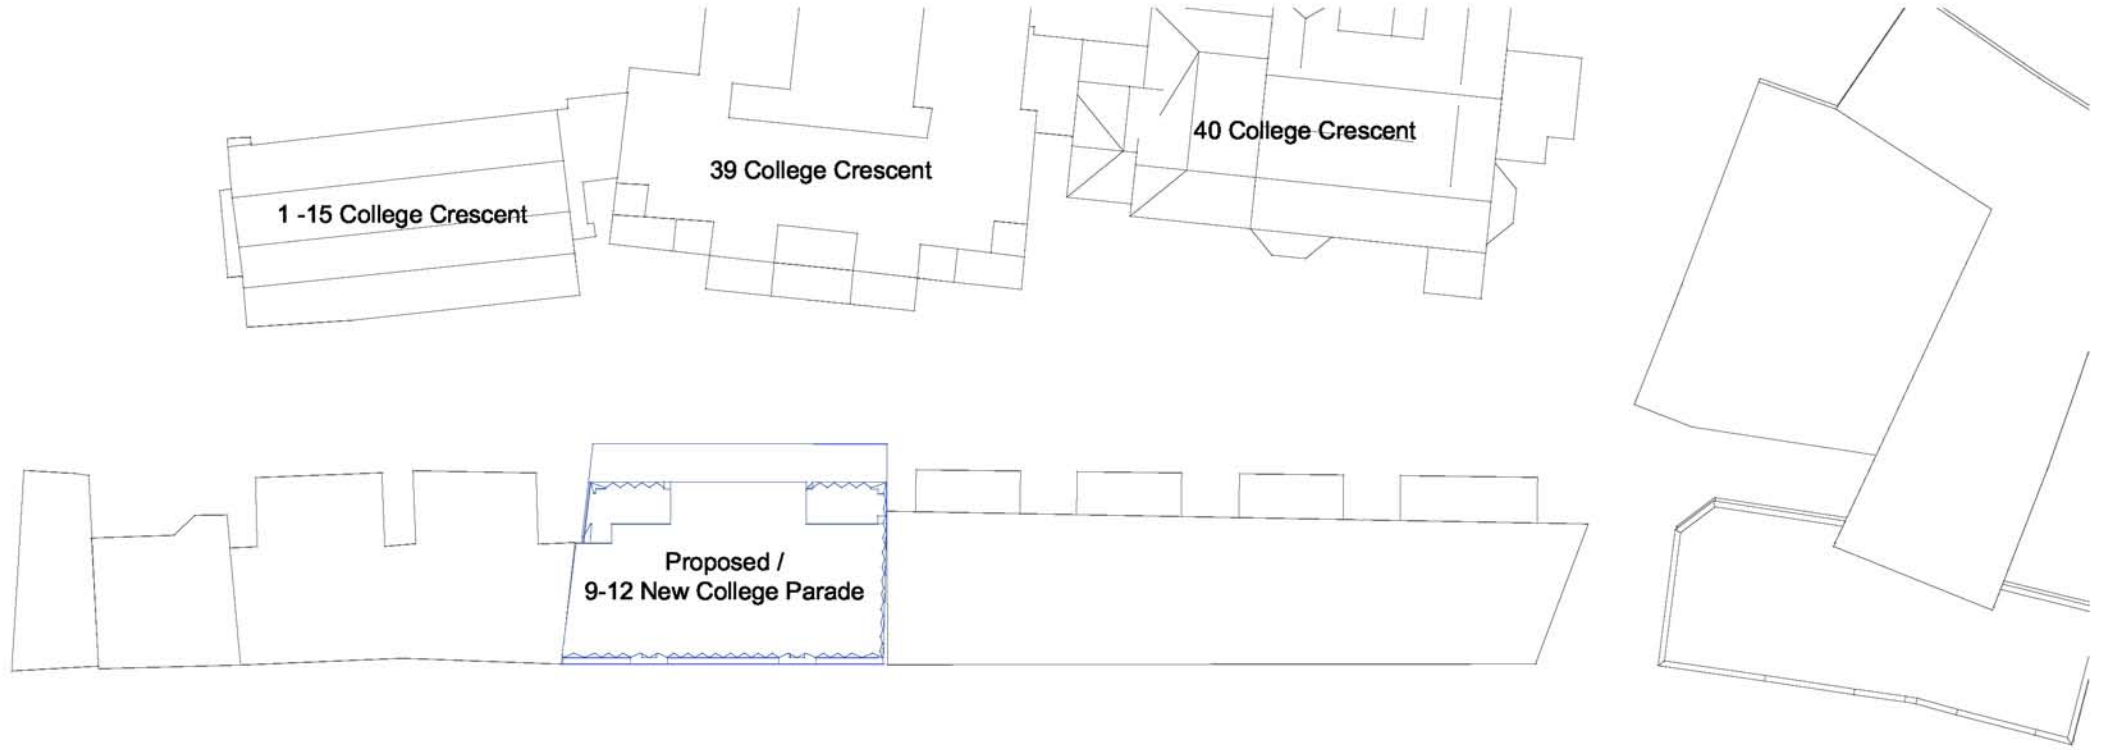 40 College Crescent
39 College Crescent
1 -15 College Crescent
Proposed /
9-12 New College Parade